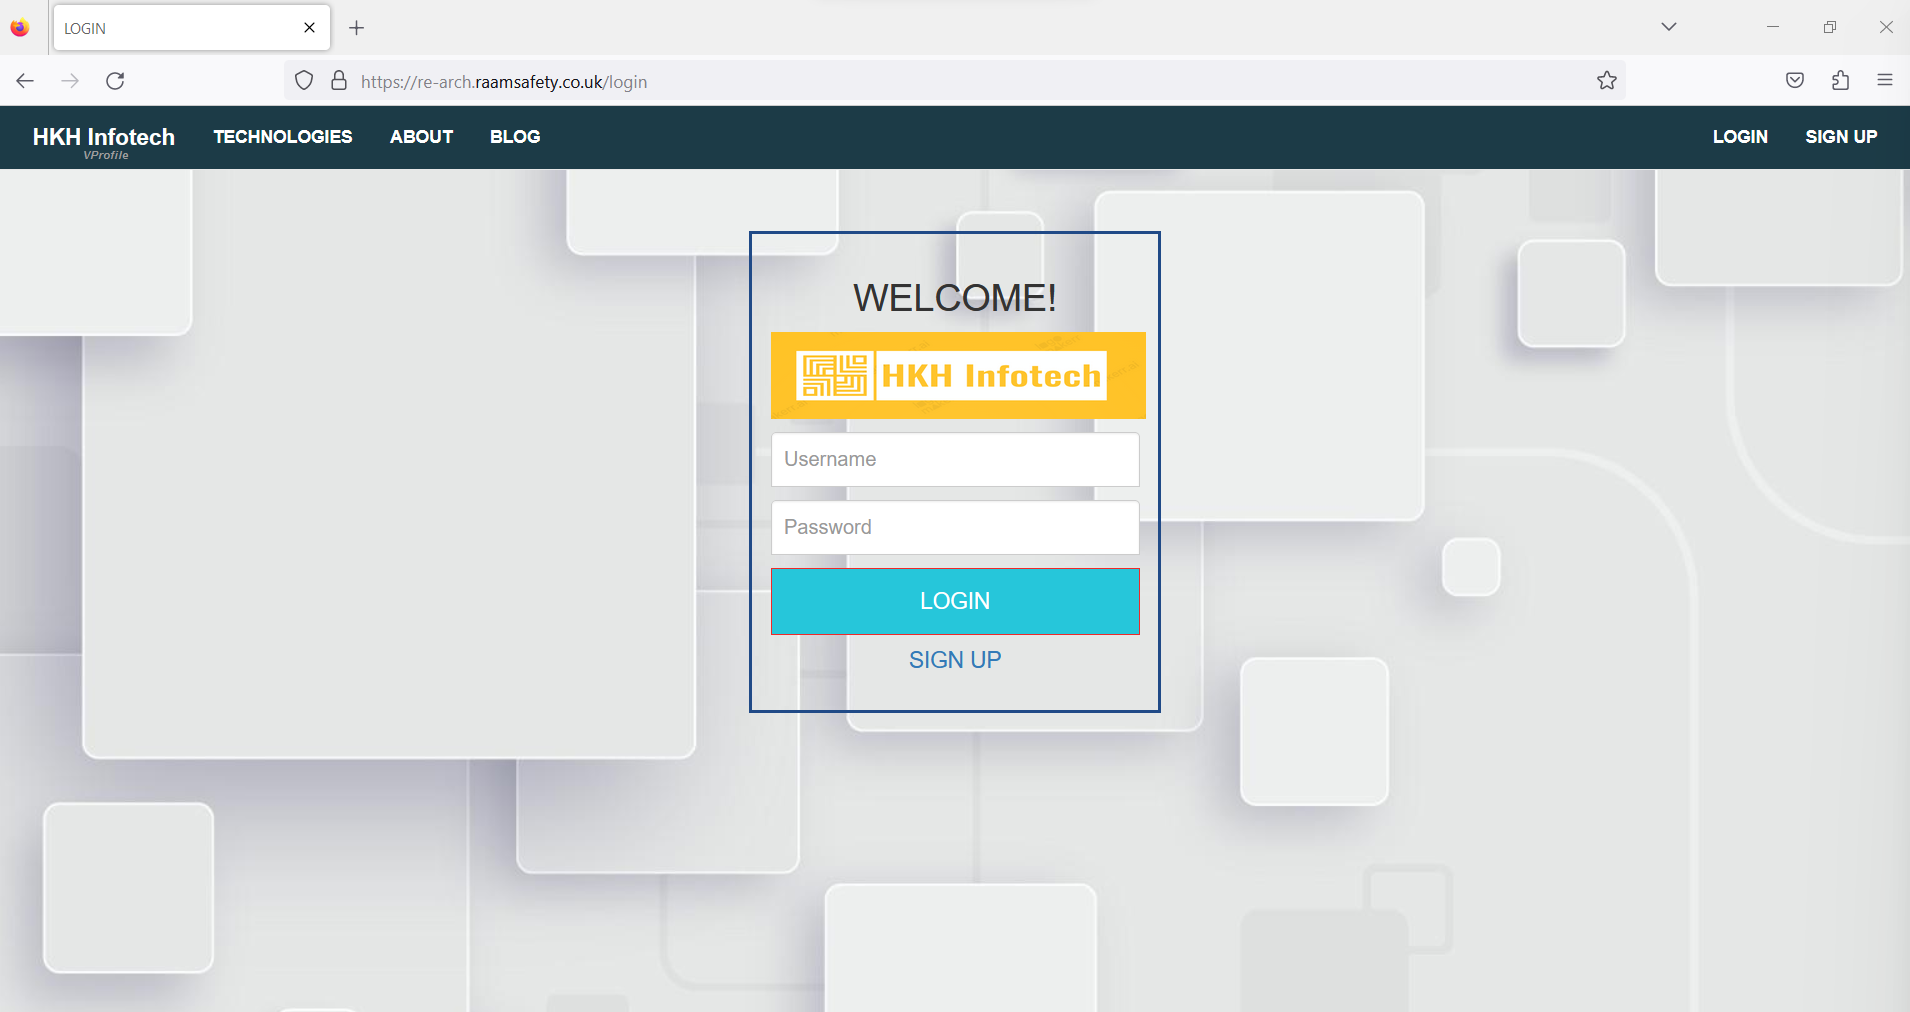 LOGIN
https://re-arch.raamsafety.co.uk/login
HKH Infotech
VProfile
TECHNOLOGIES
ABOUT
BLOG
LOGIN
SIGN UP
WELCOME!
HKH Infotech
Username
Password
LOGIN
SIGN UP